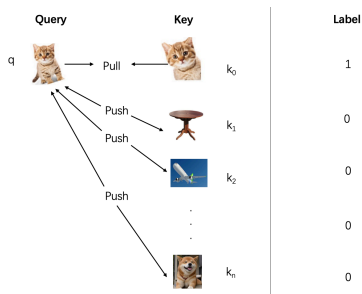 Query Key Label
q Pull k0 1
Push k1 0
Push k2 0
Push
0
kn 0